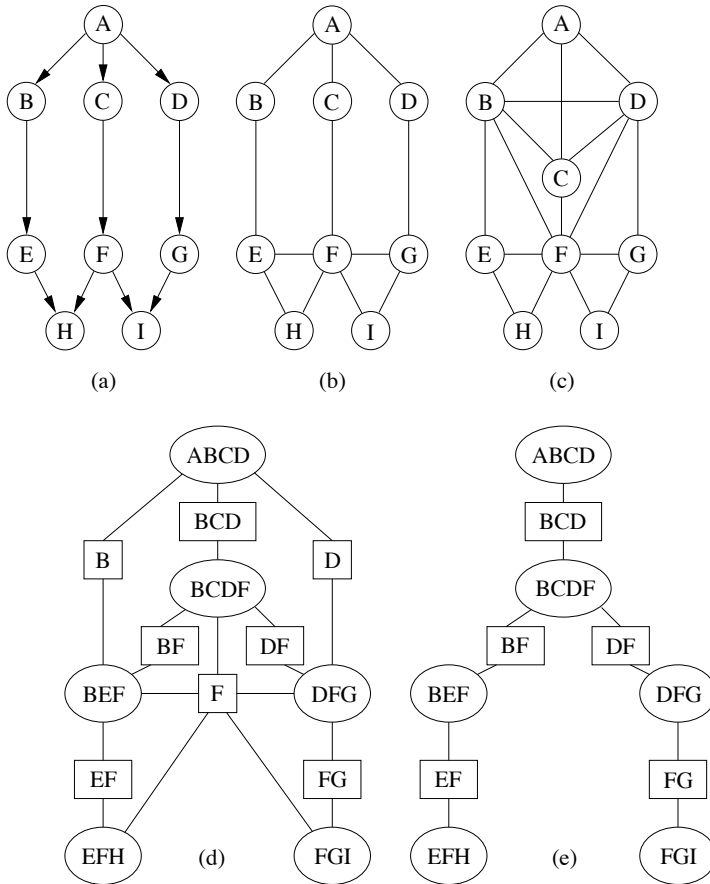 A A A
B C D B C D B D
C
E F G E F G E F G
H I H I H I
(a) (b) (c)
ABCD ABCD
BCD BCD
B D
BCDF BCDF
BF DF BF DF
BEF F DFG BEF DFG
EF FG EF FG
EFH (d) FGI EFH (e) FGI